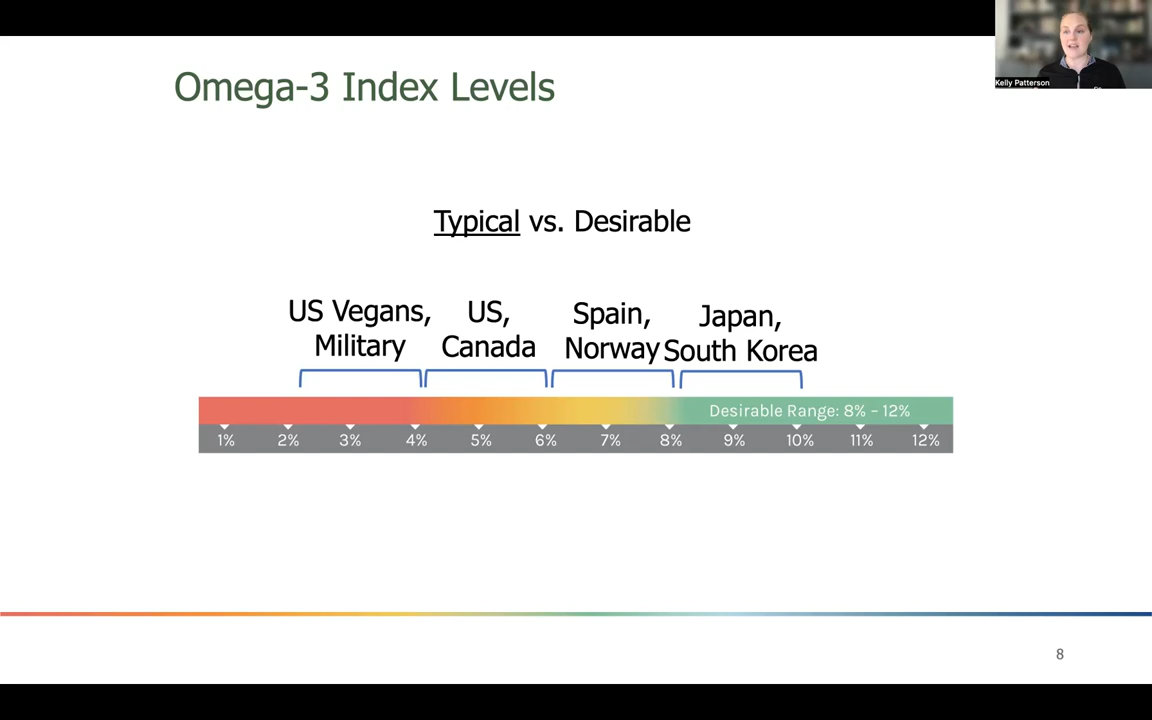 Kelly Patterson
Omega-3 Index Levels
Typical vs. Desirable
US Vegans,
Military
US,
Canada
Spain,
Norway
Japan,
South Korea
Desirable Range: 8% – 12%
1% 2% 3% 4% 5% 6% 7% 8% 9% 10% 11% 12%
8